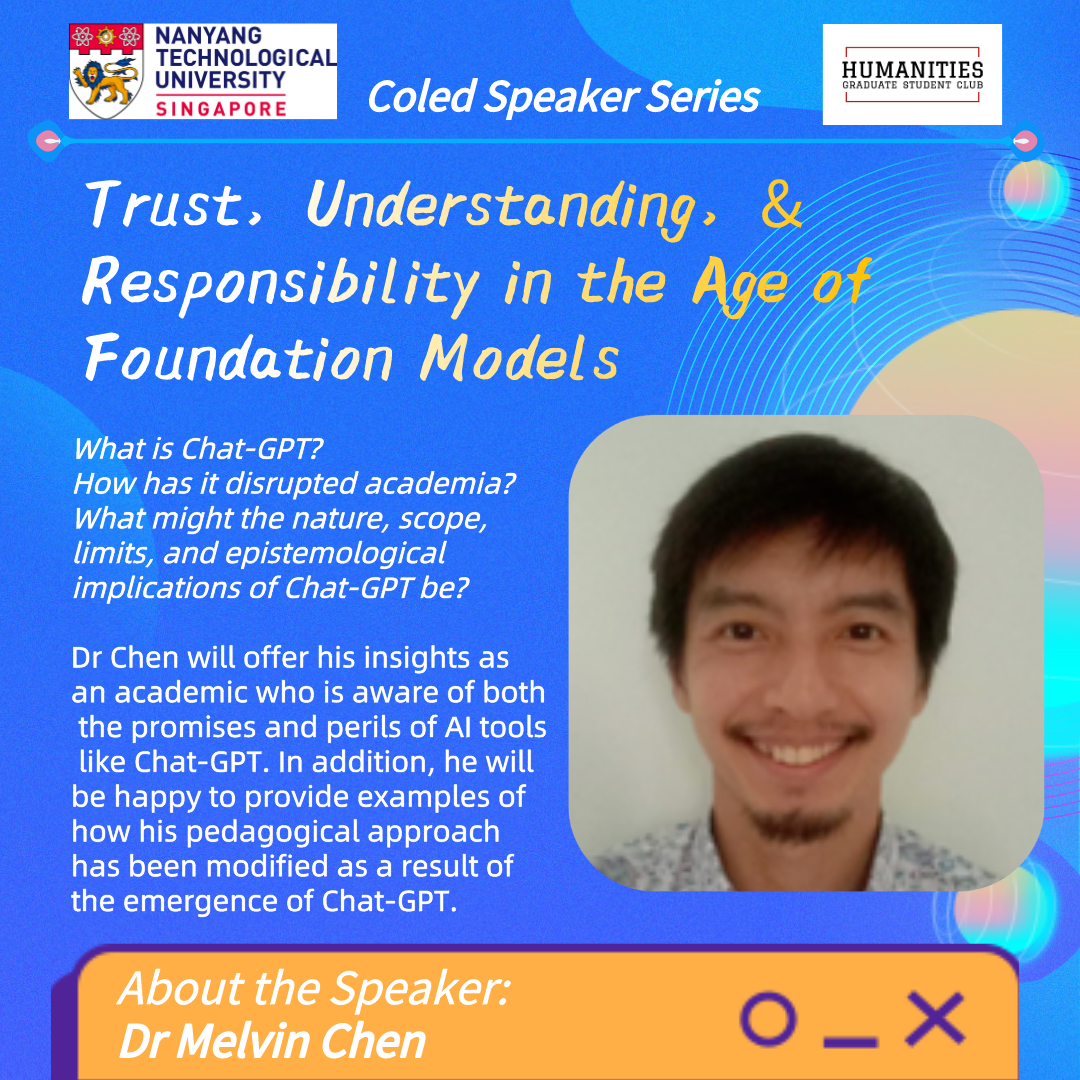 NANYANG
TECHNOLOGICAL
UNIVERSITY
SINGAPORE
Coled Speaker Series
HUMANITIES
GRADUATE STUDENT CLUB
Trust, Understanding, &
Responsibility in the Age of
Foundation Models
What is Chat-GPT?
How has it disrupted academia?
What might the nature, scope,
limits, and epistemological
implications of Chat-GPT be?
Dr Chen will offer his insights as
an academic who is aware of both
the promises and perils of AI tools
like Chat-GPT. In addition, he will
be happy to provide examples of
how his pedagogical approach
has been modified as a result of
the emergence of Chat-GPT.
About the Speaker:
Dr Melvin Chen